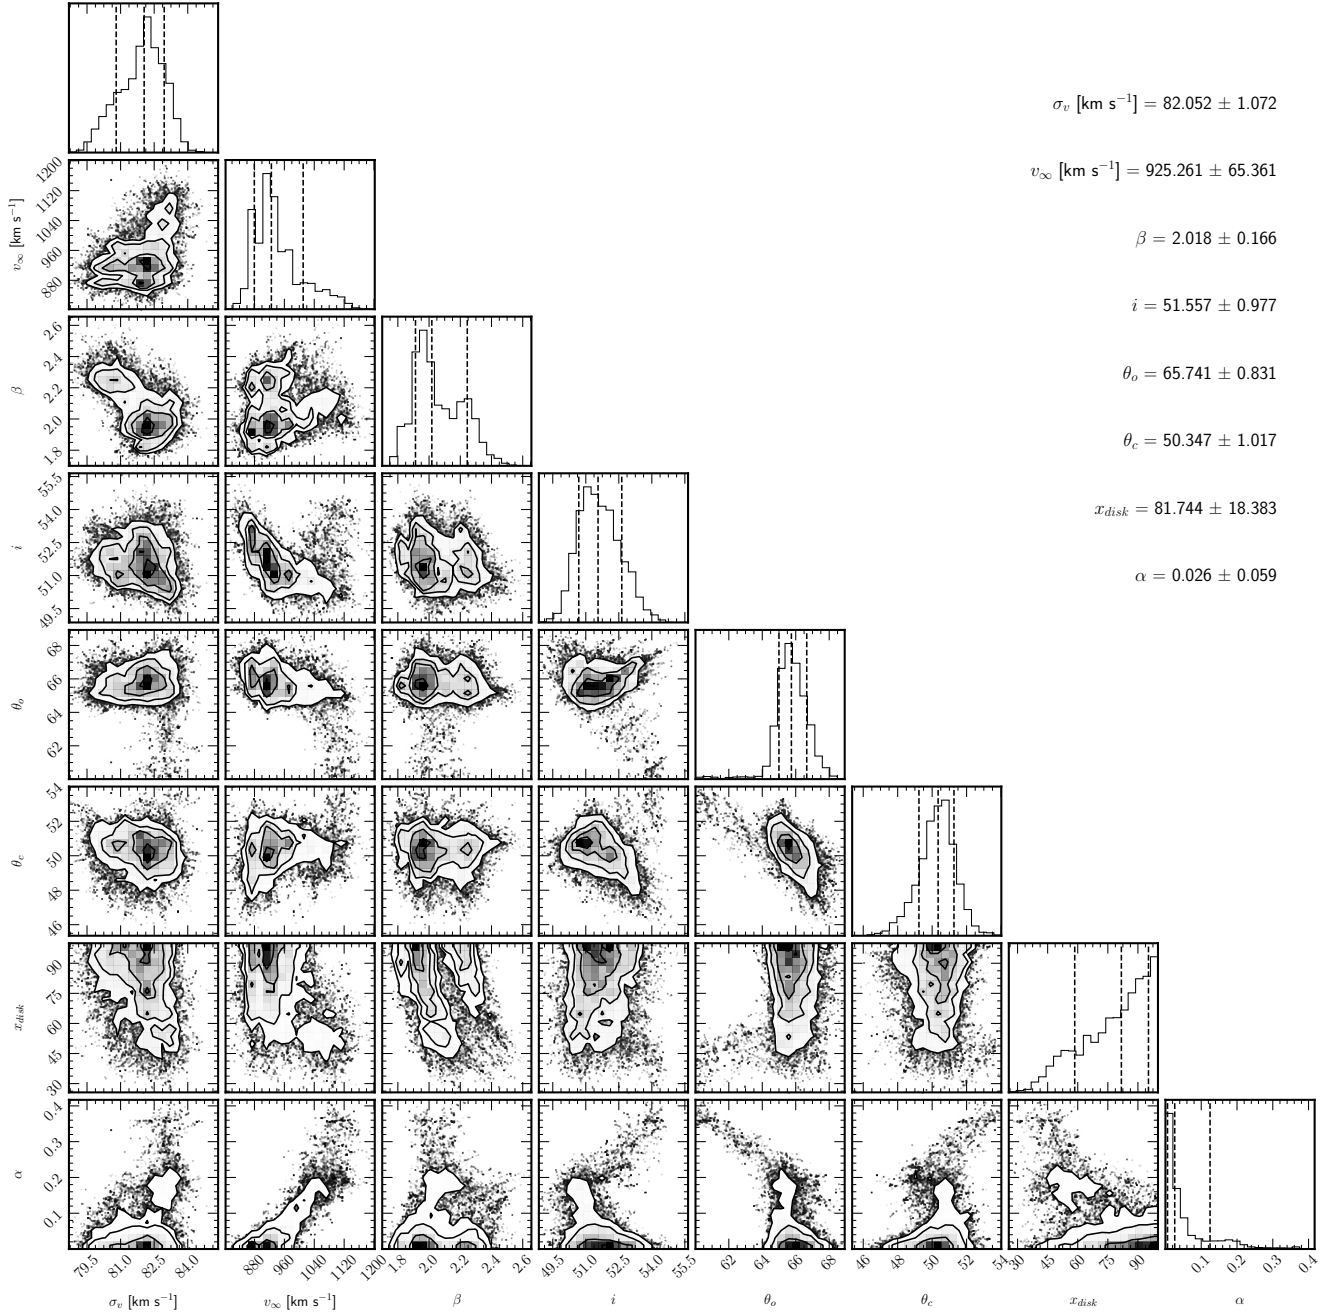 σ_v [km s⁻¹] = 82.052 ± 1.072
v_∞ [km s⁻¹] = 925.261 ± 65.361
β = 2.018 ± 0.166
i = 51.557 ± 0.977
θ_o = 65.741 ± 0.831
θ_c = 50.347 ± 1.017
x_disk = 81.744 ± 18.383
α = 0.026 ± 0.059
v_∞ [km s⁻¹]
1200
1120
1040
960
880
β
2.6
2.4
2.2
2.0
1.8
i
55.5
54.0
52.5
51.0
49.5
θ_o
68
66
64
62
θ_c
54
52
50
48
46
x_disk
90
75
60
45
30
α
0.4
0.3
0.2
0.1
79.5 81.0 82.5 84.0
880 960 1040 1120 1200
1.8 2.0 2.2 2.4 2.6
49.5 51.0 52.5 54.0 55.5
62 64 66 68
46 48 50 52 54
30 45 60 75 90
0.1 0.2 0.3 0.4
σ_v [km s⁻¹] v_∞ [km s⁻¹] β i θ_o θ_c x_disk α